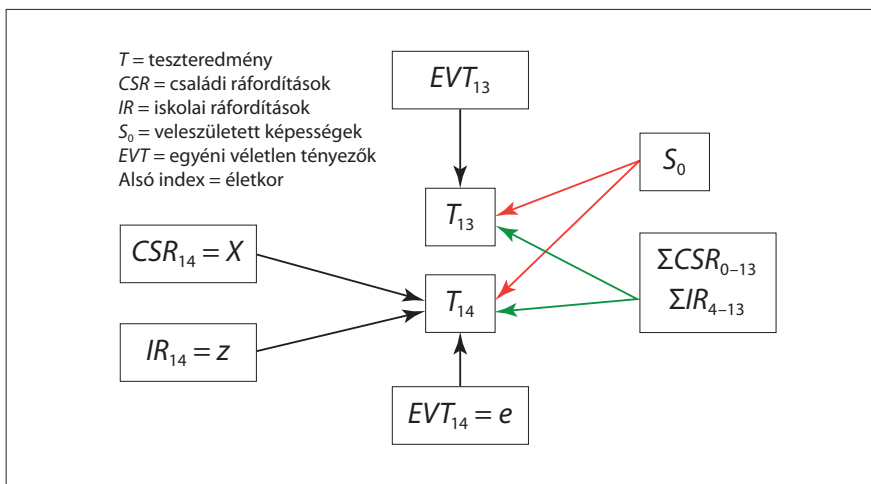 T = teszteredmény
CSR = családi ráfordítások
IR = iskolai ráfordítások
S₀ = veleszületett képességek
EVT = egyéni véletlen tényezők
Alsó index = életkor
EVT₁₃
S₀
T₁₃
CSR₁₄ = X
ΣCSR₀₋₁₃
ΣIR₄₋₁₃
T₁₄
IR₁₄ = z
EVT₁₄ = e